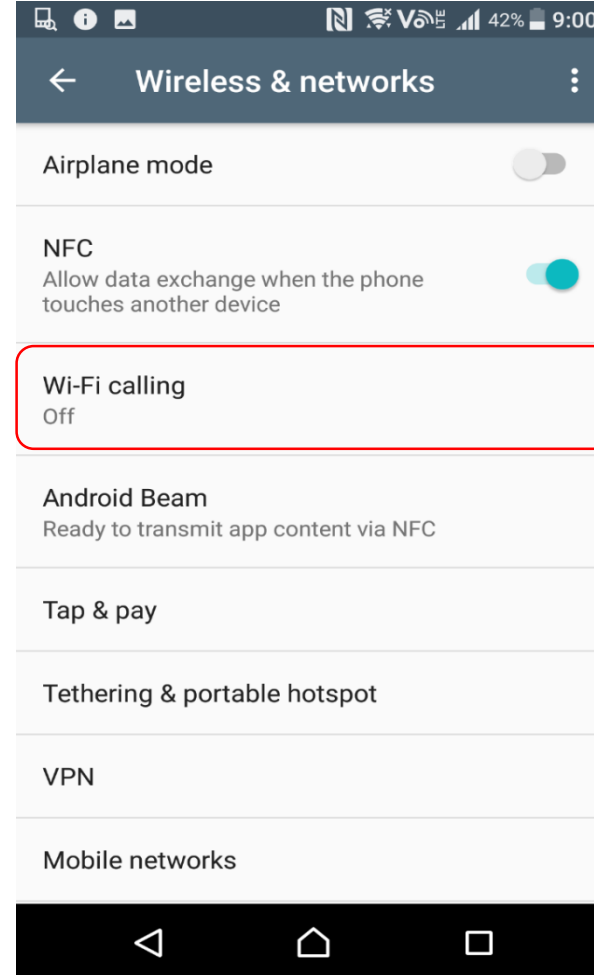 VoLTE 42% 9:00
Wireless & networks
Airplane mode
NFC
Allow data exchange when the phone
touches another device
Wi-Fi calling
Off
Android Beam
Ready to transmit app content via NFC
Tap & pay
Tethering & portable hotspot
VPN
Mobile networks